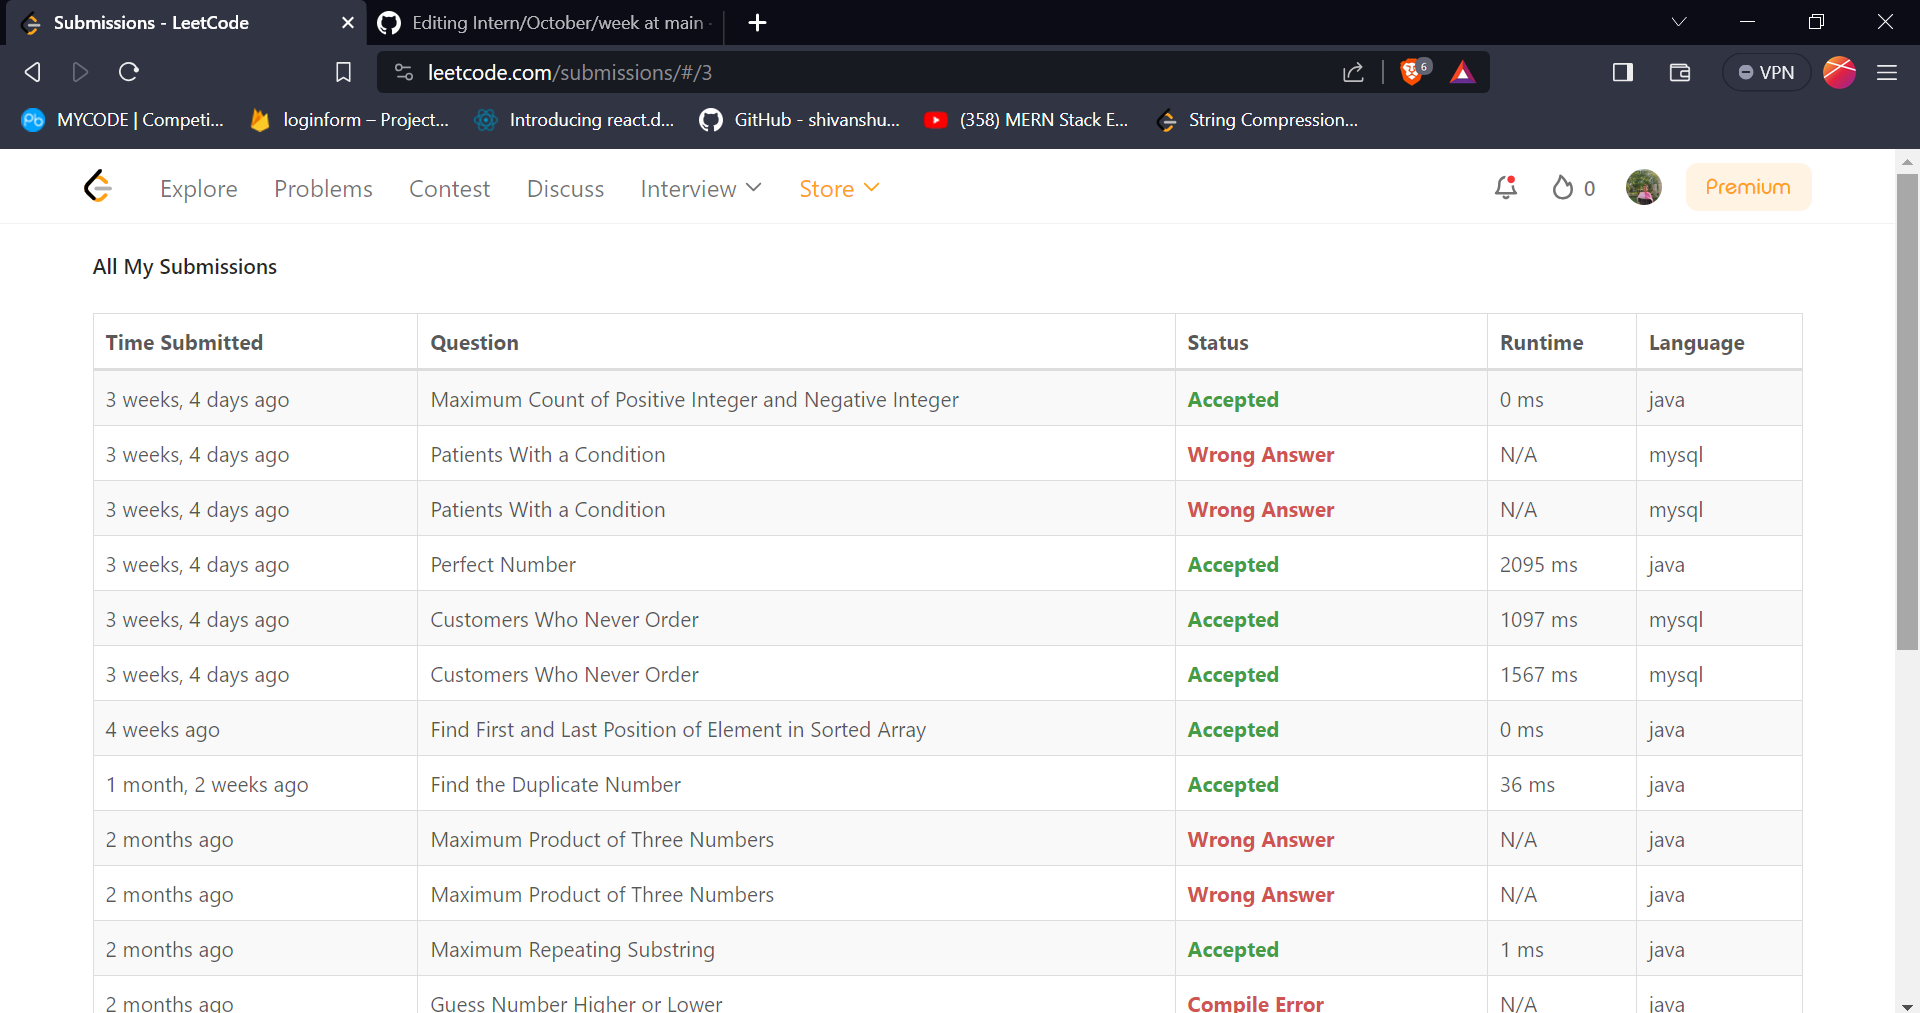 Submissions - LeetCode
Editing Intern/October/week at main
leetcode.com/submissions/#/3
6
VPN
Pb
MYCODE | Competi...
loginform – Project...
Introducing react.d...
GitHub - shivanshu...
(358) MERN Stack E...
String Compression...
Explore
Problems
Contest
Discuss
Interview
Store
0
Premium
All My Submissions
Time Submitted Question Status Runtime Language
3 weeks, 4 days ago Maximum Count of Positive Integer and Negative Integer Accepted 0 ms java
3 weeks, 4 days ago Patients With a Condition Wrong Answer N/A mysql
3 weeks, 4 days ago Patients With a Condition Wrong Answer N/A mysql
3 weeks, 4 days ago Perfect Number Accepted 2095 ms java
3 weeks, 4 days ago Customers Who Never Order Accepted 1097 ms mysql
3 weeks, 4 days ago Customers Who Never Order Accepted 1567 ms mysql
4 weeks ago Find First and Last Position of Element in Sorted Array Accepted 0 ms java
1 month, 2 weeks ago Find the Duplicate Number Accepted 36 ms java
2 months ago Maximum Product of Three Numbers Wrong Answer N/A java
2 months ago Maximum Product of Three Numbers Wrong Answer N/A java
2 months ago Maximum Repeating Substring Accepted 1 ms java
2 months ago Guess Number Higher or Lower Compile Error N/A java